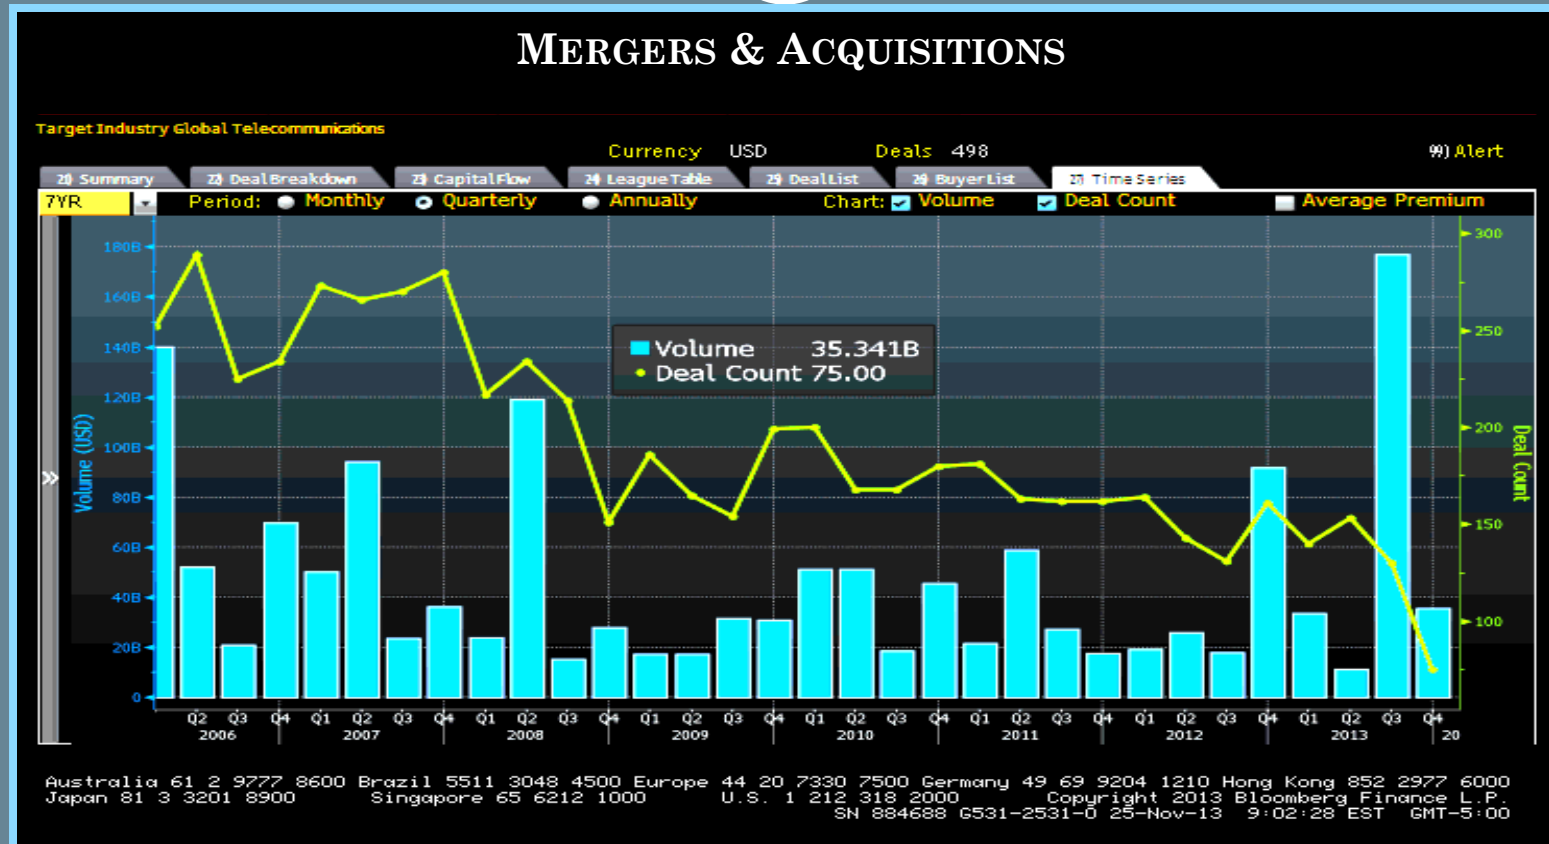 MERGERS & ACQUISITIONS
Target Industry Global Telecommunications
Currency USD Deals 498 99) Alert
20) Summary 22) Deal Breakdown 23) Capital Flow 24) League Table 25) Deal List 26) Buyer List 27) Time Series
7YR Period: Monthly Quarterly Annually Chart: Volume Deal Count Average Premium
180B
160B
140B
120B
100B
80B
60B
40B
20B
0
Volume (USD)
Volume 35.341B
Deal Count 75.00
300
250
200
150
100
Deal Count
Q2 Q3 Q4 Q1 Q2 Q3 Q4 Q1 Q2 Q3 Q4 Q1 Q2 Q3 Q4 Q1 Q2 Q3 Q4 Q1 Q2 Q3 Q4 Q1 Q2 Q3 Q4 Q1 Q2 Q3 Q4
2006 2007 2008 2009 2010 2011 2012 2013 20
Australia 61 2 9777 8600 Brazil 5511 3048 4500 Europe 44 20 7330 7500 Germany 49 69 9204 1210 Hong Kong 852 2977 6000
Japan 81 3 3201 8900 Singapore 65 6212 1000 U.S. 1 212 318 2000 Copyright 2013 Bloomberg Finance L.P.
SN 884688 G531-2531-0 25-Nov-13 9:02:28 EST GMT-5:00